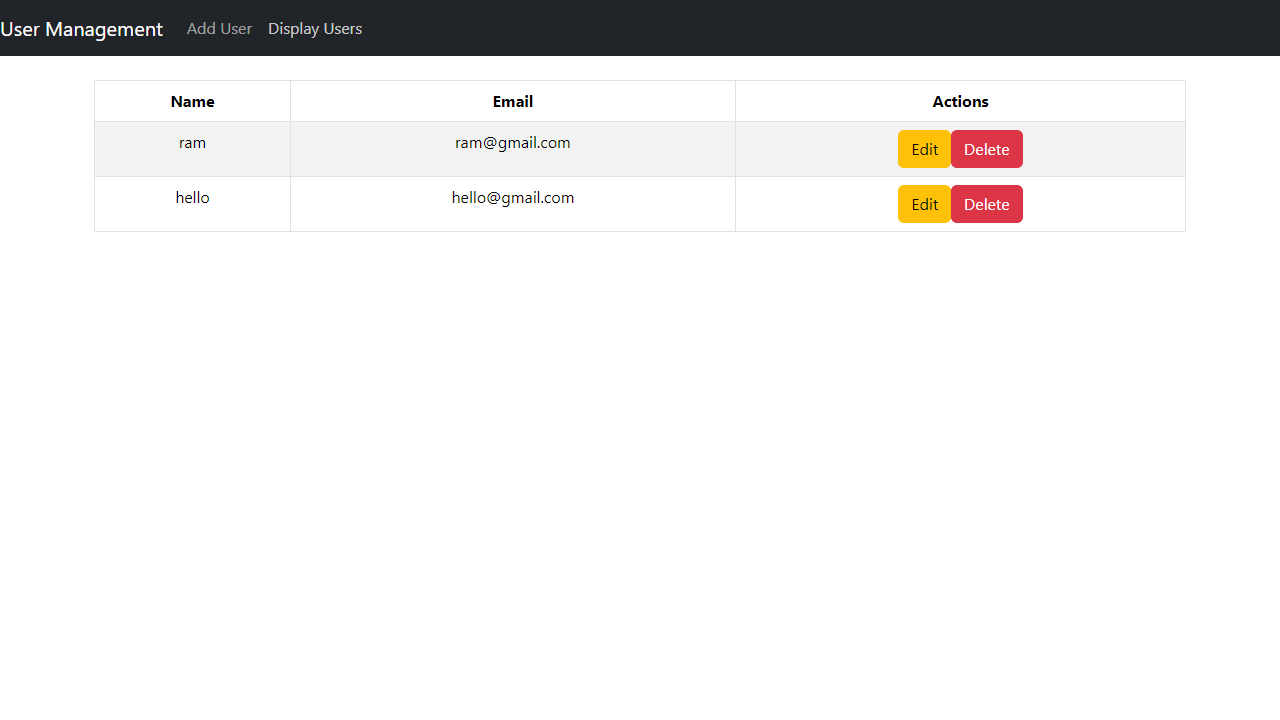 User Management Add User Display Users
Name Email Actions
ram ram@gmail.com Edit Delete
hello hello@gmail.com Edit Delete